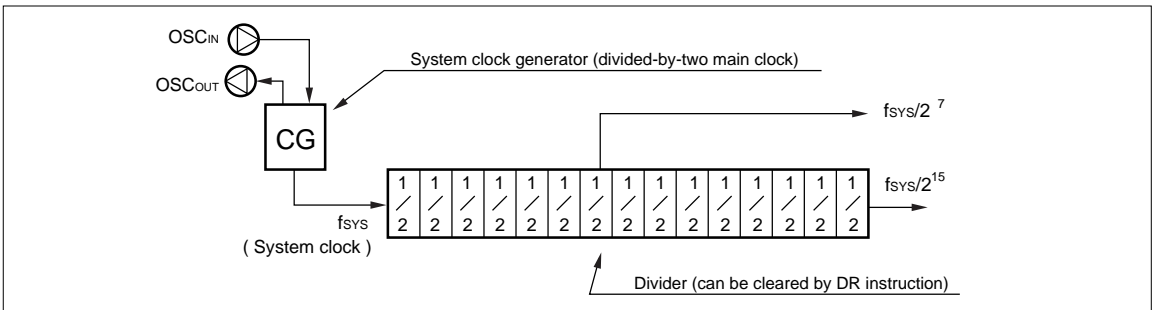 OSCIN
System clock generator (divided-by-two main clock)
OSCOUT
fSYS/2 7
CG
1/2 1/2 1/2 1/2 1/2 1/2 1/2 1/2 1/2 1/2 1/2 1/2 1/2 1/2 1/2
fSYS/215
fSYS
( System clock )
Divider (can be cleared by DR instruction)